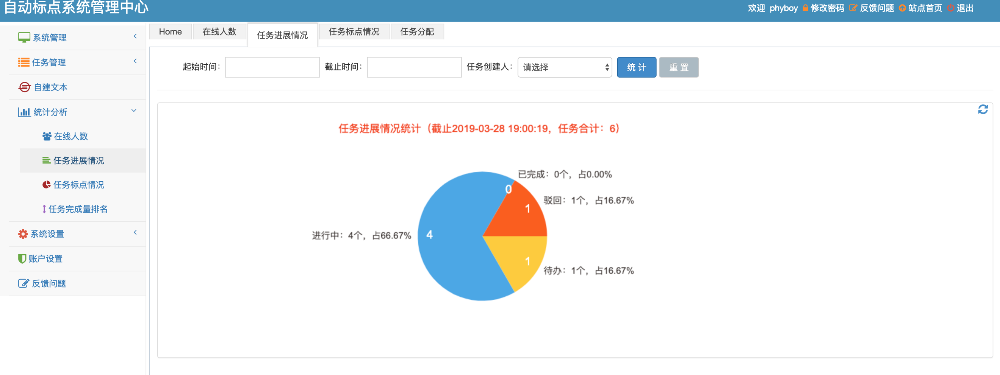 自动标点系统管理中心
欢迎 phyboy 修改密码 反馈问题 站点首页 退出
系统管理
任务管理
自建文本
统计分析
在线人数
任务进展情况
任务标点情况
任务完成量排名
系统设置
账户设置
反馈问题
Home 在线人数 任务进展情况 任务标点情况 任务分配
起始时间： 截止时间： 任务创建人： 请选择 统 计 重 置
任务进展情况统计（截止2019-03-28 19:00:19，任务合计：6）
已完成：0个，占0.00%
0
驳回：1个，占16.67%
1
进行中：4个，占66.67%
4
1
待办：1个，占16.67%